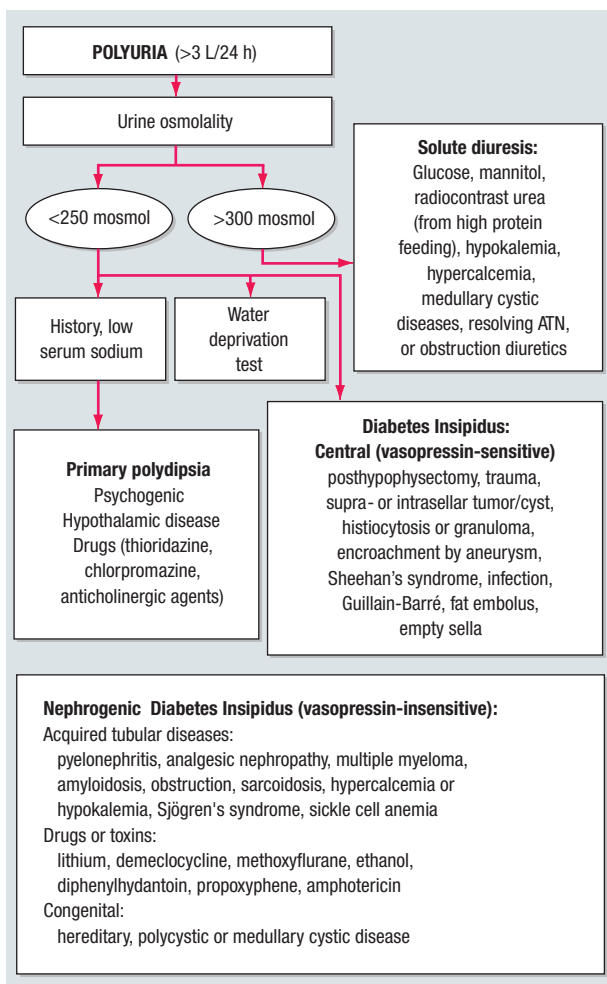 POLYURIA (>3 L/24 h)
Urine osmolality
<250 mosmol
>300 mosmol
Solute diuresis:
Glucose, mannitol,
radiocontrast urea
(from high protein
feeding), hypokalemia,
hypercalcemia,
medullary cystic
diseases, resolving ATN,
or obstruction diuretics
History, low
serum sodium
Water
deprivation
test
Primary polydipsia
Psychogenic
Hypothalamic disease
Drugs (thioridazine,
chlorpromazine,
anticholinergic agents)
Diabetes Insipidus:
Central (vasopressin-sensitive)
posthypophysectomy, trauma,
supra- or intrasellar tumor/cyst,
histiocytosis or granuloma,
encroachment by aneurysm,
Sheehan’s syndrome, infection,
Guillain-Barré, fat embolus,
empty sella
Nephrogenic Diabetes Insipidus (vasopressin-insensitive):
Acquired tubular diseases:
pyelonephritis, analgesic nephropathy, multiple myeloma,
amyloidosis, obstruction, sarcoidosis, hypercalcemia or
hypokalemia, Sjögren's syndrome, sickle cell anemia
Drugs or toxins:
lithium, demeclocycline, methoxyflurane, ethanol,
diphenylhydantoin, propoxyphene, amphotericin
Congenital:
hereditary, polycystic or medullary cystic disease